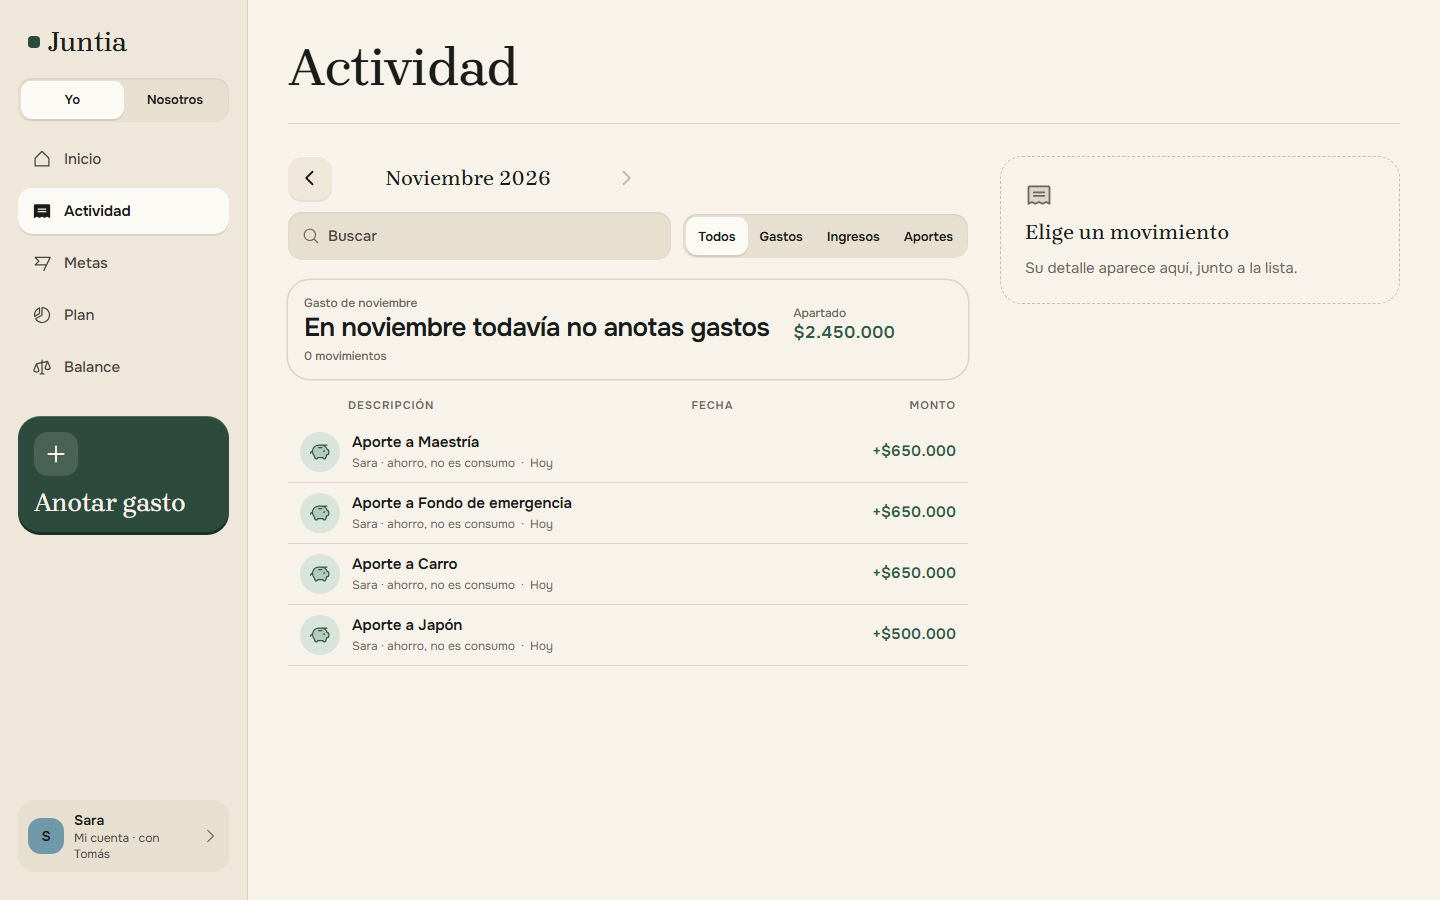 Juntia
Yo
Nosotros
Inicio
Actividad
Metas
Plan
Balance
Anotar gasto
S
Sara
Mi cuenta · con
Tomás
Actividad
Noviembre 2026
Buscar
Todos
Gastos
Ingresos
Aportes
Gasto de noviembre
En noviembre todavía no anotas gastos
0 movimientos
Apartado
$2.450.000
DESCRIPCIÓN
FECHA
MONTO
Aporte a Maestría
Sara · ahorro, no es consumo · Hoy
+$650.000
Aporte a Fondo de emergencia
Sara · ahorro, no es consumo · Hoy
+$650.000
Aporte a Carro
Sara · ahorro, no es consumo · Hoy
+$650.000
Aporte a Japón
Sara · ahorro, no es consumo · Hoy
+$500.000
Elige un movimiento
Su detalle aparece aquí, junto a la lista.